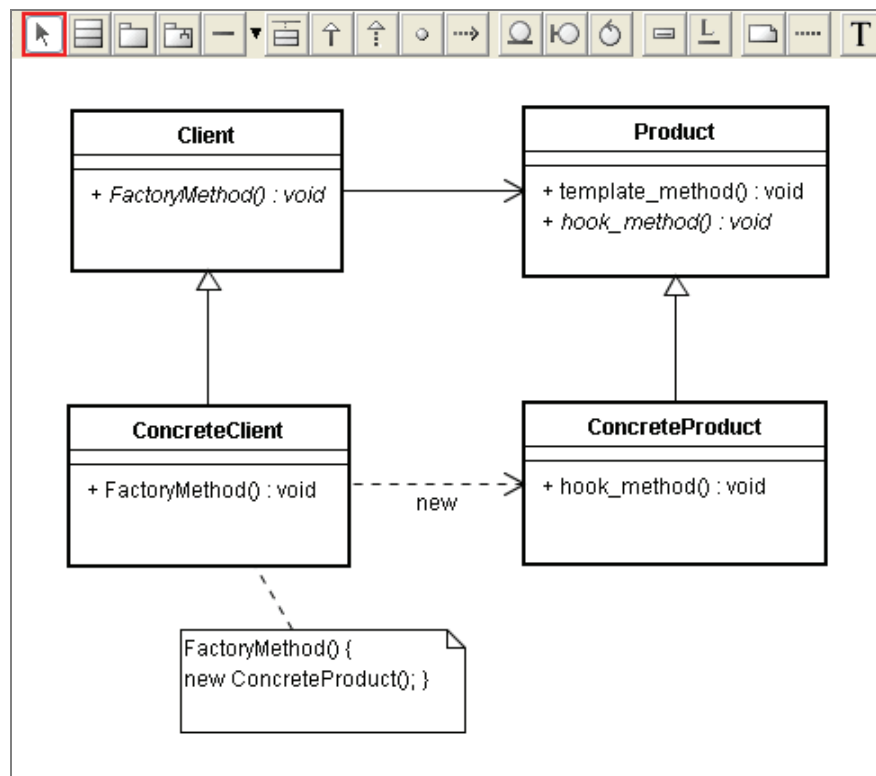 L
T
Client
+ FactoryMethod() : void
Product
+ template_method() : void
+ hook_method() : void
ConcreteClient
+ FactoryMethod() : void
new
ConcreteProduct
+ hook_method() : void
FactoryMethod() {
new ConcreteProduct(); }